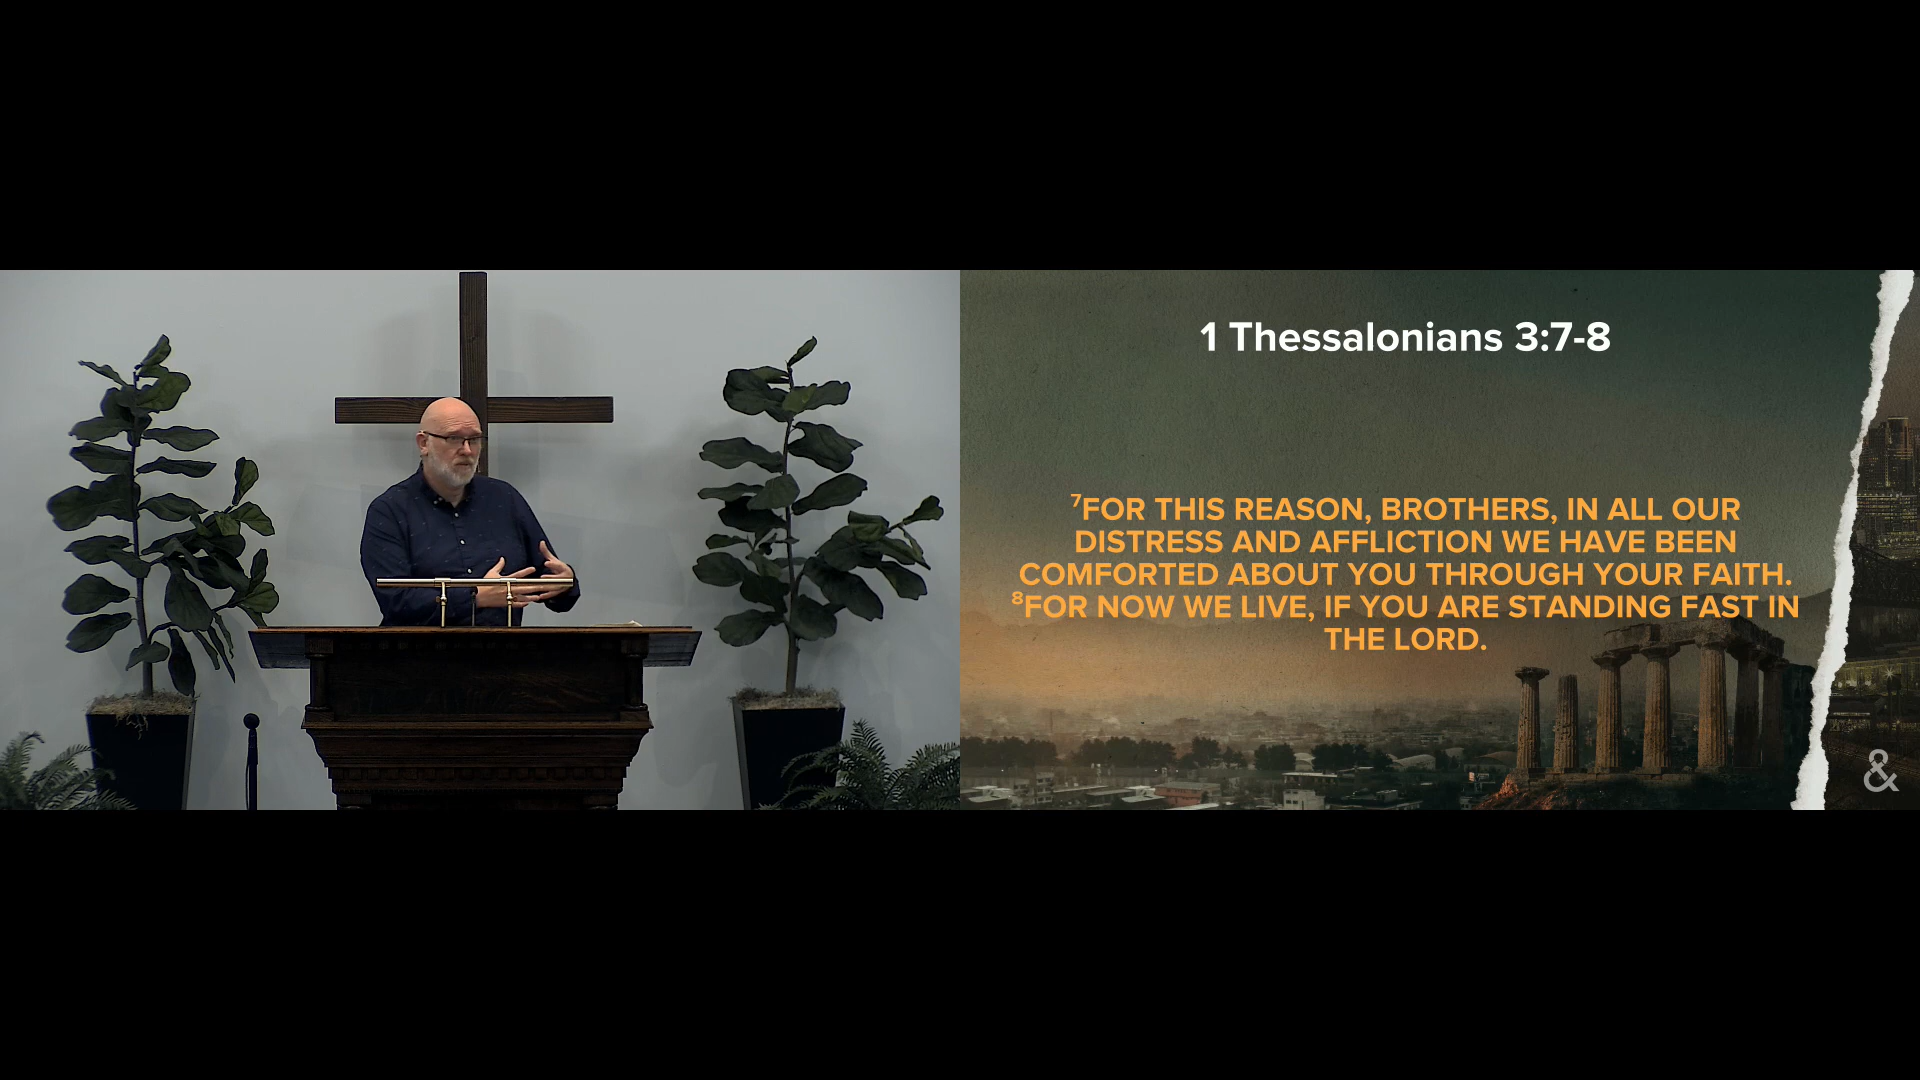 1 Thessalonians 3:7-8
⁷FOR THIS REASON, BROTHERS, IN ALL OUR
DISTRESS AND AFFLICTION WE HAVE BEEN
COMFORTED ABOUT YOU THROUGH YOUR FAITH.
⁸FOR NOW WE LIVE, IF YOU ARE STANDING FAST IN
THE LORD.
&